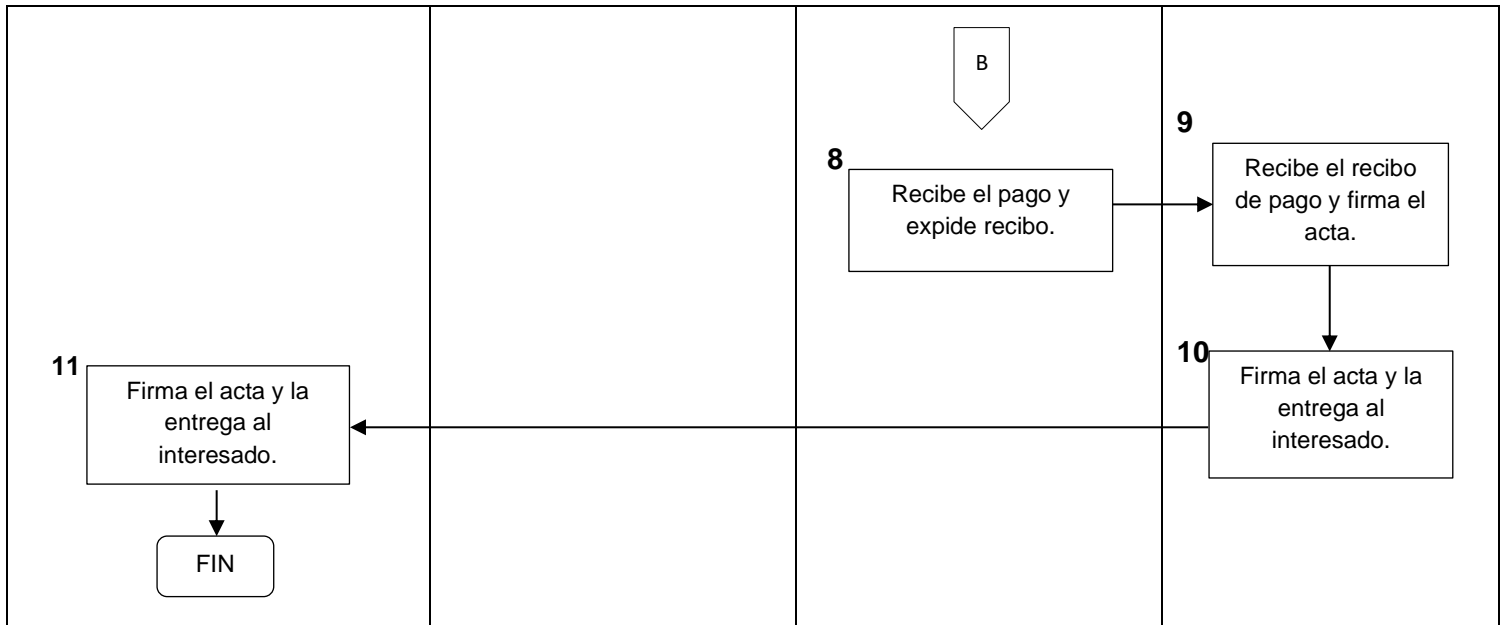 B
8
Recibe el pago y
expide recibo.
9
Recibe el recibo
de pago y firma el
acta.
10
Firma el acta y la
entrega al
interesado.
11
Firma el acta y la
entrega al
interesado.
FIN